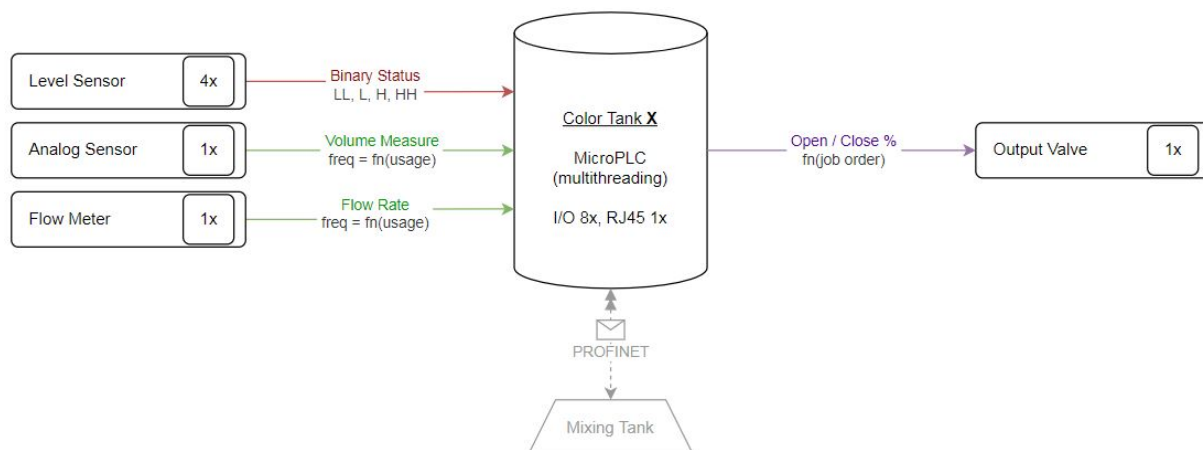 Level Sensor
4x
Binary Status
LL, L, H, HH
Analog Sensor
1x
Volume Measure
freq = fn(usage)
Flow Meter
1x
Flow Rate
freq = fn(usage)
Color Tank X
MicroPLC
(multithreading)
I/O 8x, RJ45 1x
Open / Close %
fn(job order)
Output Valve
1x
PROFINET
Mixing Tank